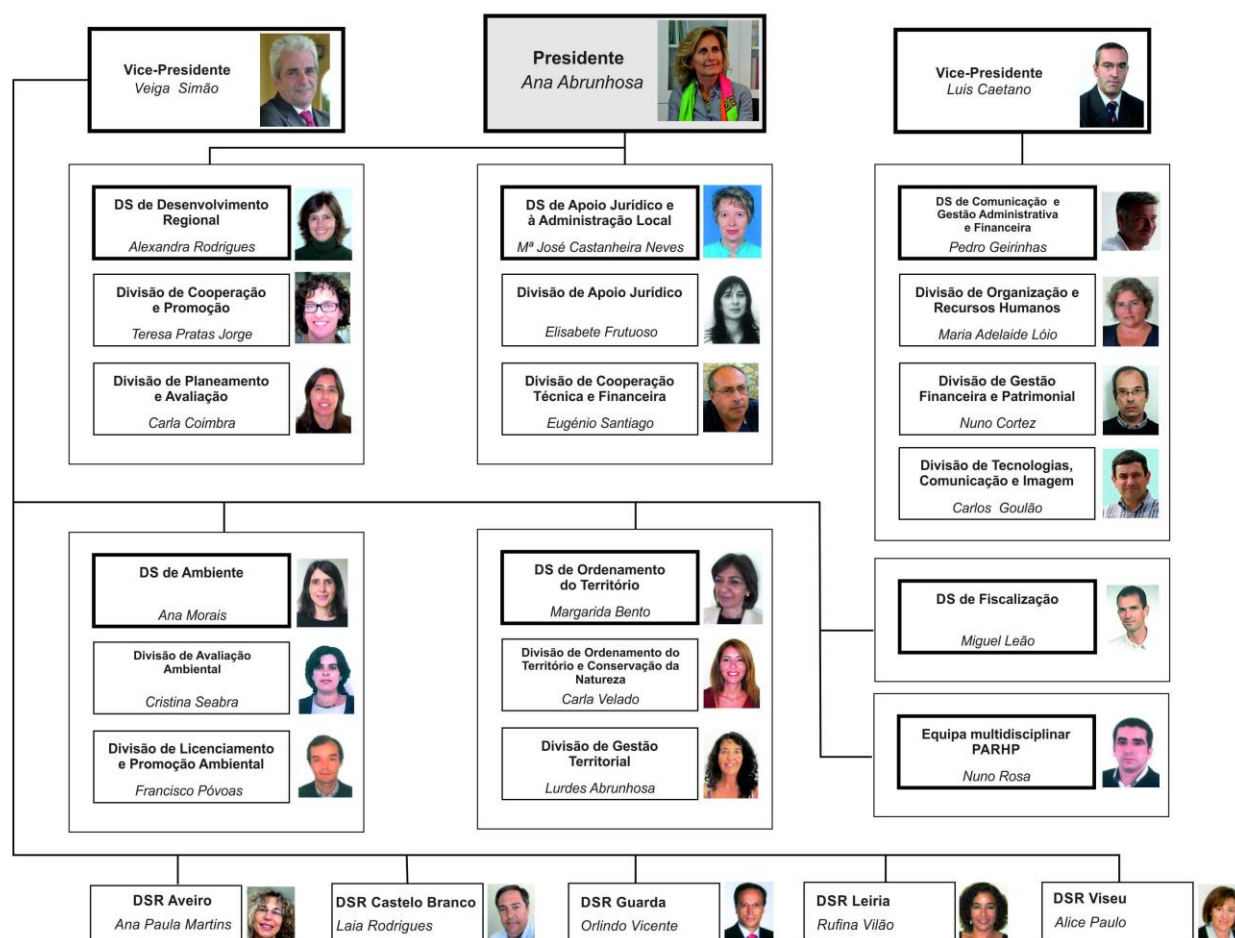 Vice-Presidente
Veiga Simão
Presidente
Ana Abrunhosa
Vice-Presidente
Luis Caetano
DS de Desenvolvimento
Regional
Alexandra Rodrigues
Divisão de Cooperação
e Promoção
Teresa Pratas Jorge
Divisão de Planeamento
e Avaliação
Carla Coimbra
DS de Apoio Jurídico e
à Administração Local
Mª José Castanheira Neves
Divisão de Apoio Jurídico
Elisabete Frutuoso
Divisão de Cooperação
Técnica e Financeira
Eugénio Santiago
DS de Comunicação e
Gestão Administrativa
e Financeira
Pedro Geirinhas
Divisão de Organização e
Recursos Humanos
Maria Adelaide Lóio
Divisão de Gestão
Financeira e Patrimonial
Nuno Cortez
Divisão de Tecnologias,
Comunicação e Imagem
Carlos Goulão
DS de Ambiente
Ana Morais
Divisão de Avaliação
Ambiental
Cristina Seabra
Divisão de Licenciamento
e Promoção Ambiental
Francisco Póvoas
DS de Ordenamento
do Território
Margarida Bento
Divisão de Ordenamento do
Território e Conservação da
Natureza
Carla Velado
Divisão de Gestão
Territorial
Lurdes Abrunhosa
DS de Fiscalização
Miguel Leão
Equipa multidisciplinar
PARHP
Nuno Rosa
DSR Aveiro
Ana Paula Martins
DSR Castelo Branco
Laia Rodrigues
DSR Guarda
Orlindo Vicente
DSR Leiria
Rufina Vilão
DSR Viseu
Alice Paulo